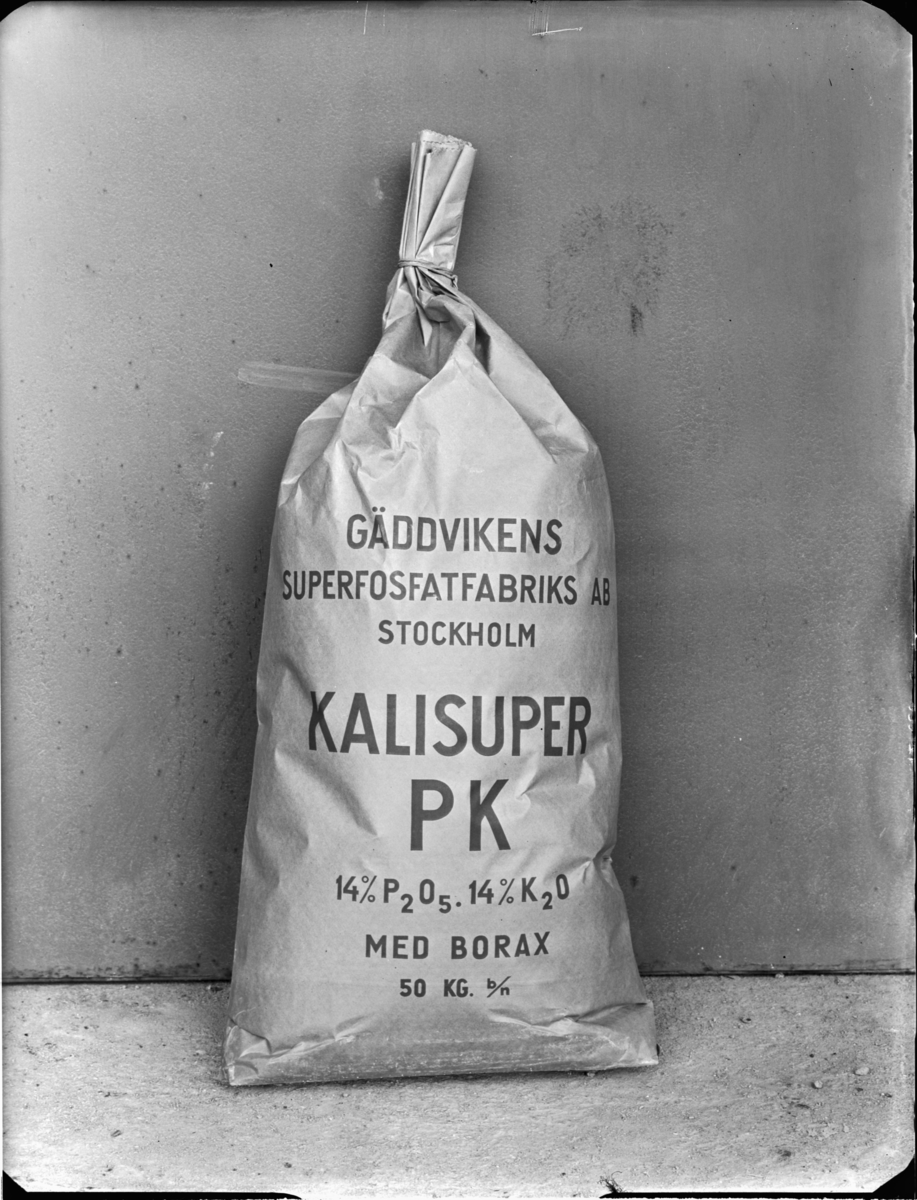 GÄDDVIKENS
SUPERFOSFATFABRIKS AB
STOCKHOLM
KALISUPER
PK
14% P₂O₅. 14% K₂O
MED BORAX
50 KG. b/n